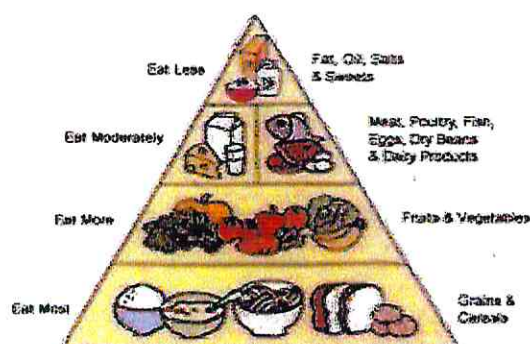 Eat Less
Fat, Oil, Salts
& Sweets
Eat Moderately
Meat, Poultry, Fish,
Eggs, Dry Beans
& Dairy Products
Eat More
Fruits & Vegetables
Eat Most
Grains &
Cereals